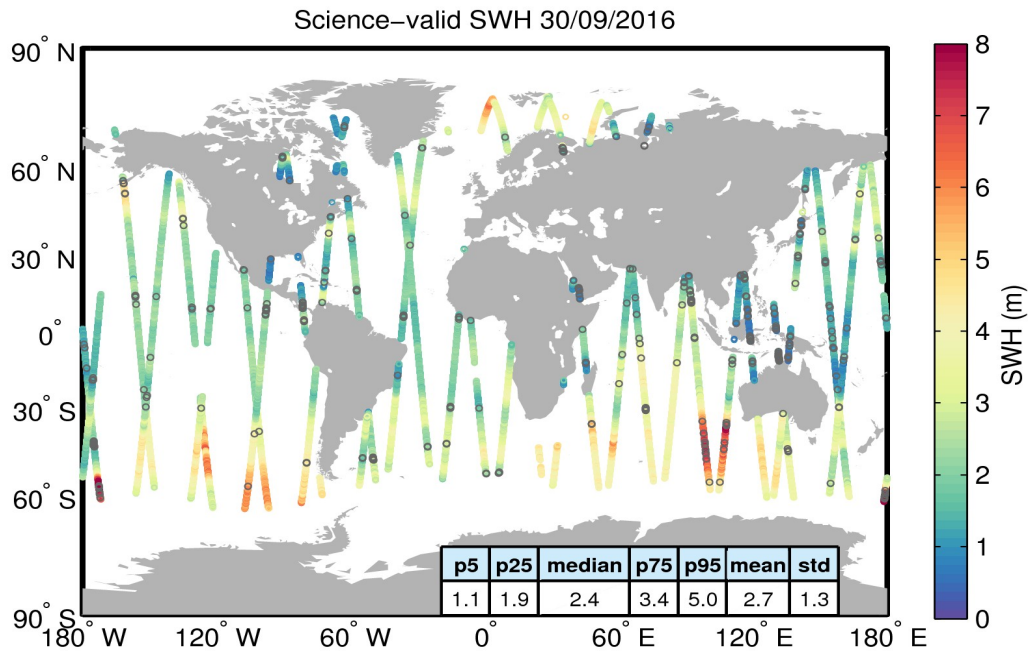 Science−valid SWH 30/09/2016
90° N
60° N
30° N
0°
30° S
60° S
90° S
180° W
120° W
60° W
0°
60° E
120° E
180° E
p5 p25 median p75 p95 mean std
1.1 1.9 2.4 3.4 5.0 2.7 1.3
8
7
6
5
4
3
2
1
0
SWH (m)